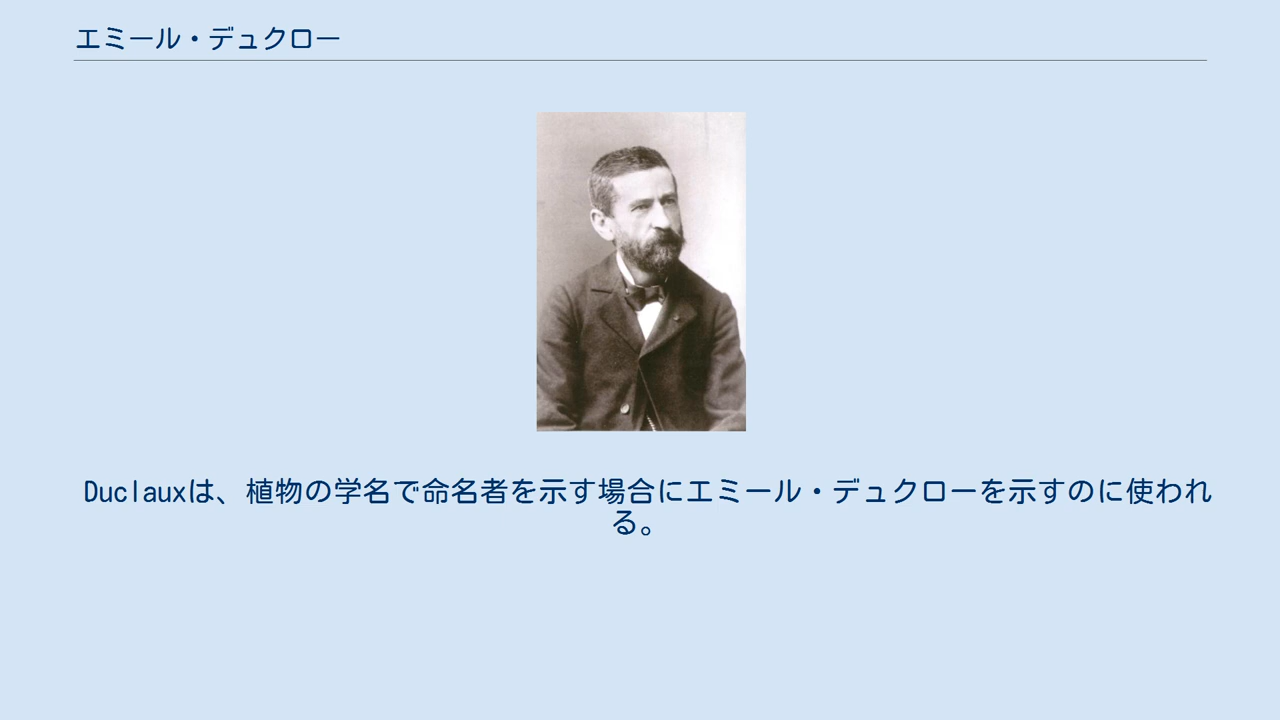 エミール・デュクロー
Duclauxは、植物の学名で命名者を示す場合にエミール・デュクローを示すのに使われ
る。